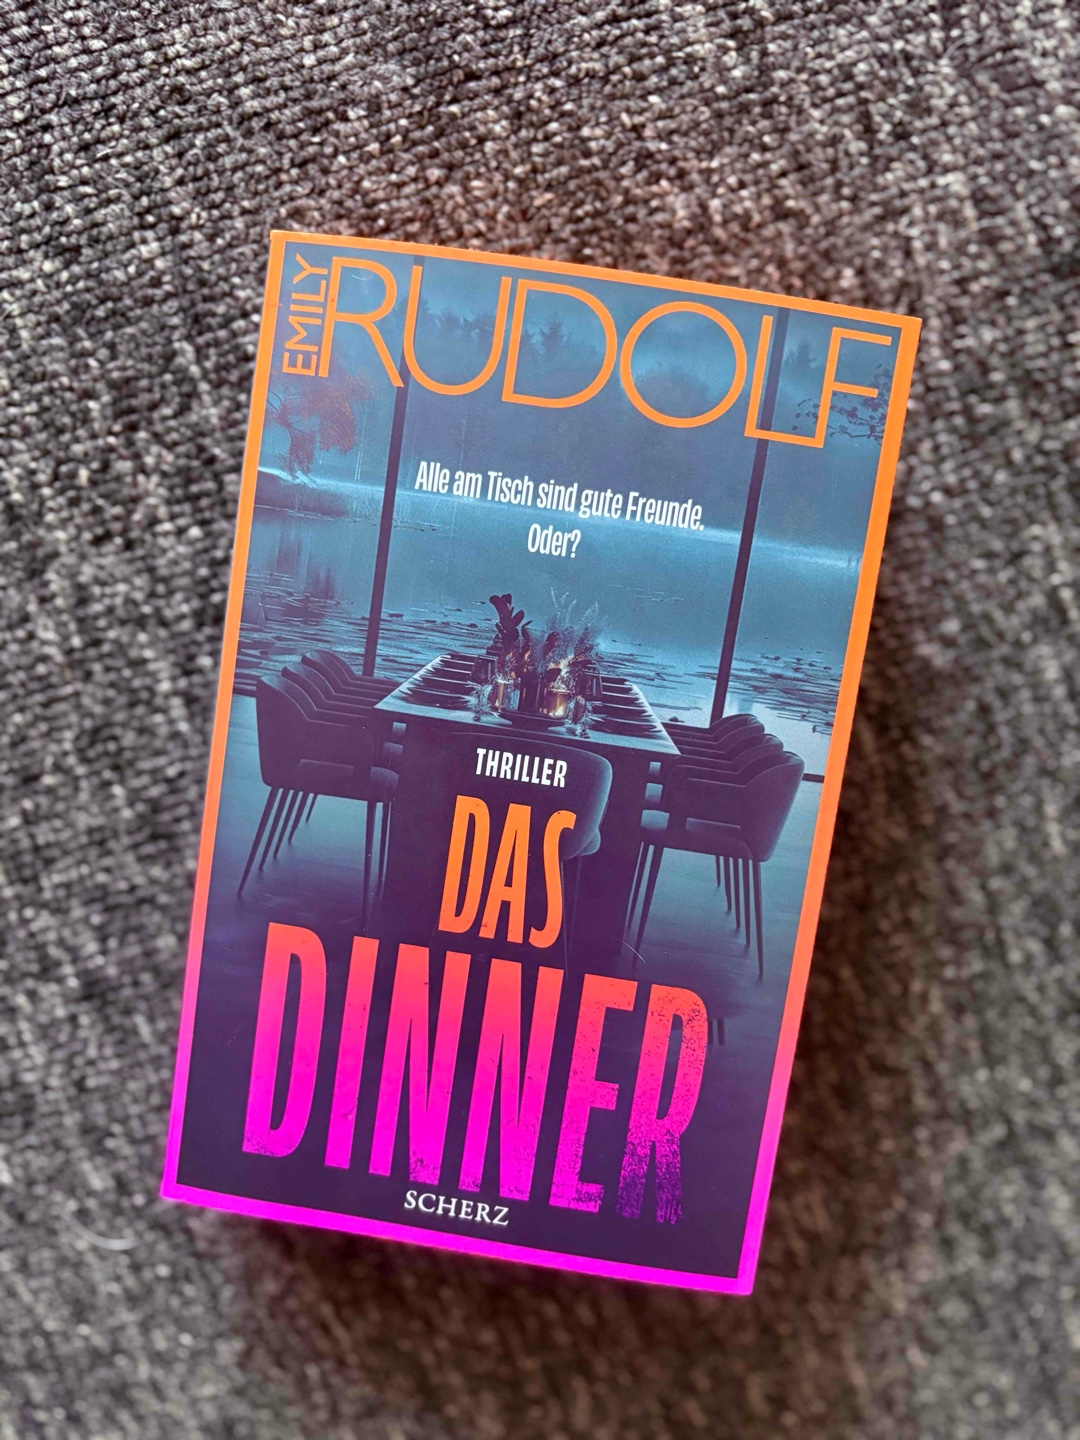 EMILY
RUDOLF
Alle am Tisch sind gute Freunde.
Oder?
THRILLER
DAS
DINNER
SCHERZ